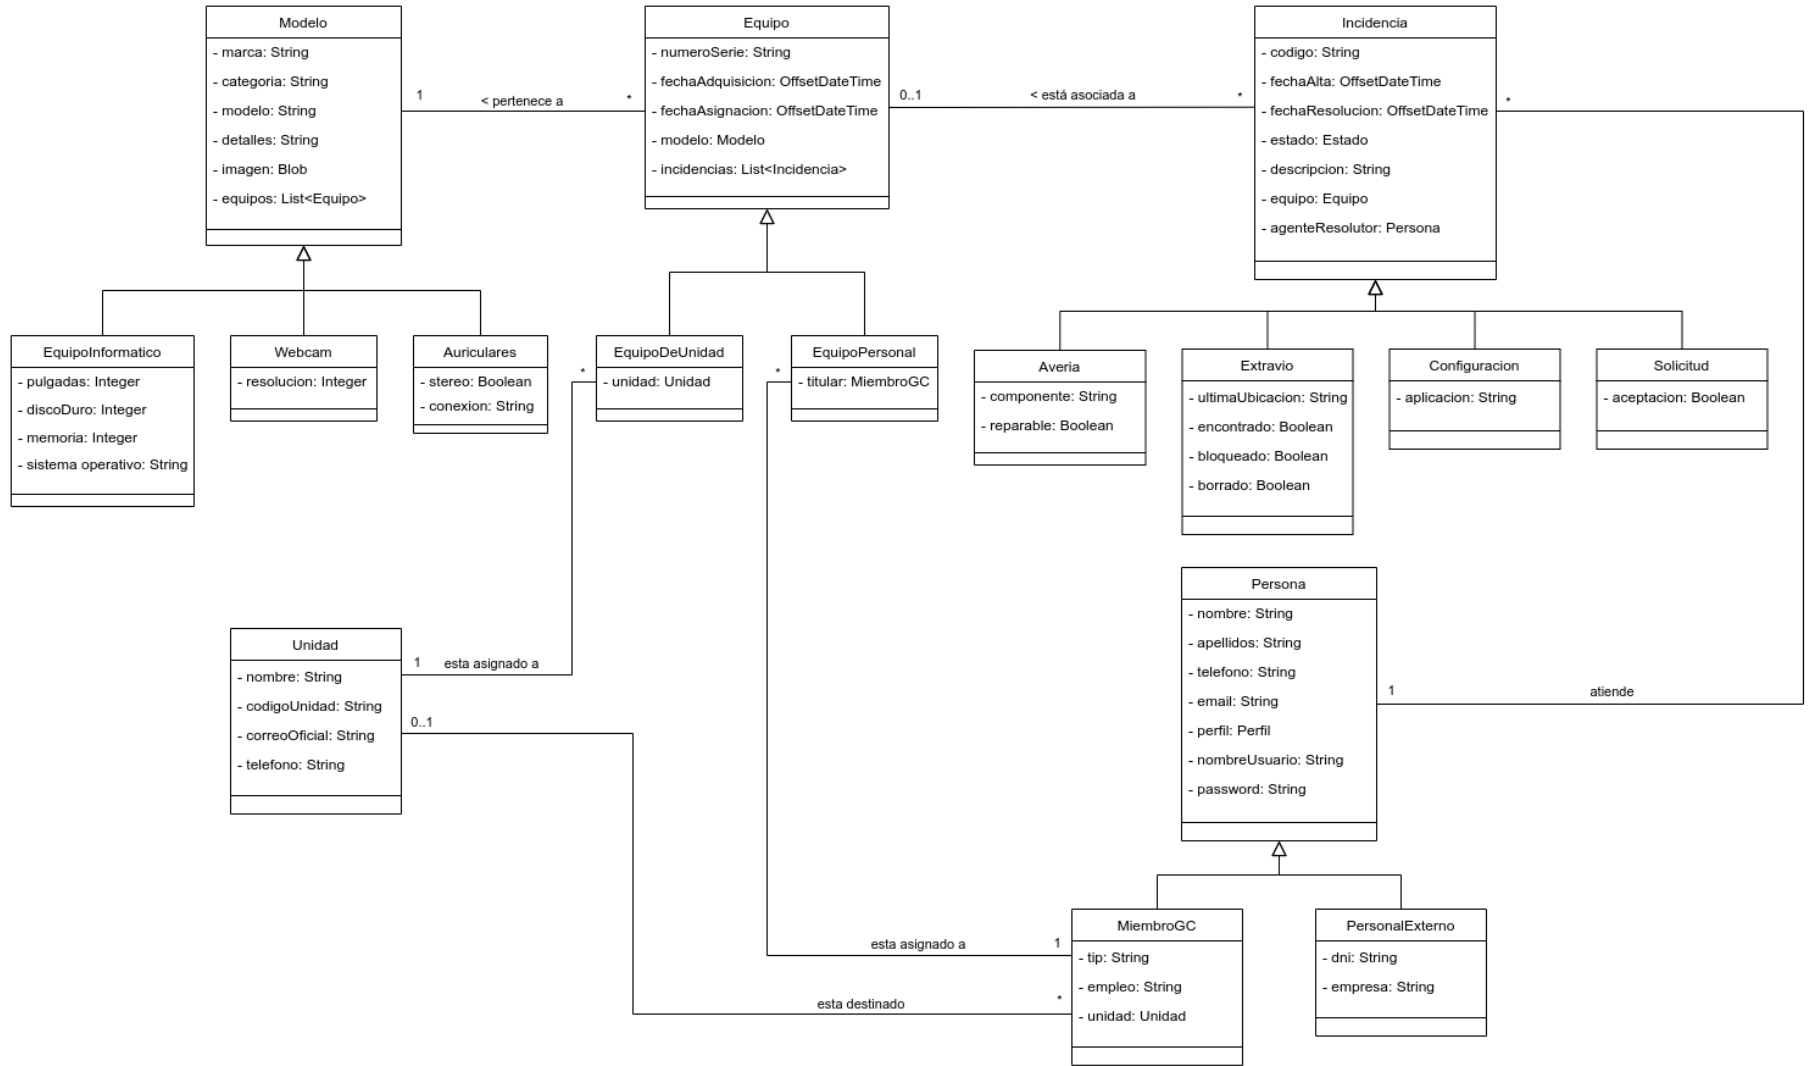 Modelo
- marca: String
- categoria: String
- modelo: String
- detalles: String
- imagen: Blob
- equipos: List<Equipo>
1
< pertenece a
*
Equipo
- numeroSerie: String
- fechaAdquisicion: OffsetDateTime
- fechaAsignacion: OffsetDateTime
- modelo: Modelo
- incidencias: List<Incidencia>
0..1
< está asociada a
*
Incidencia
- codigo: String
- fechaAlta: OffsetDateTime
- fechaResolucion: OffsetDateTime
- estado: Estado
- descripcion: String
- equipo: Equipo
- agenteResolutor: Persona
*
EquipoInformatico
- pulgadas: Integer
- discoDuro: Integer
- memoria: Integer
- sistema operativo: String
Webcam
- resolucion: Integer
Auriculares
- stereo: Boolean
- conexion: String
*
EquipoDeUnidad
- unidad: Unidad
*
EquipoPersonal
- titular: MiembroGC
Averia
- componente: String
- reparable: Boolean
Extravio
- ultimaUbicacion: String
- encontrado: Boolean
- bloqueado: Boolean
- borrado: Boolean
Configuracion
- aplicacion: String
Solicitud
- aceptacion: Boolean
Unidad
- nombre: String
- codigoUnidad: String
- correoOficial: String
- telefono: String
1
esta asignado a
0..1
Persona
- nombre: String
- apellidos: String
- telefono: String
- email: String
- perfil: Perfil
- nombreUsuario: String
- password: String
1
atiende
esta asignado a
1
esta destinado
*
MiembroGC
- tip: String
- empleo: String
- unidad: Unidad
PersonalExterno
- dni: String
- empresa: String